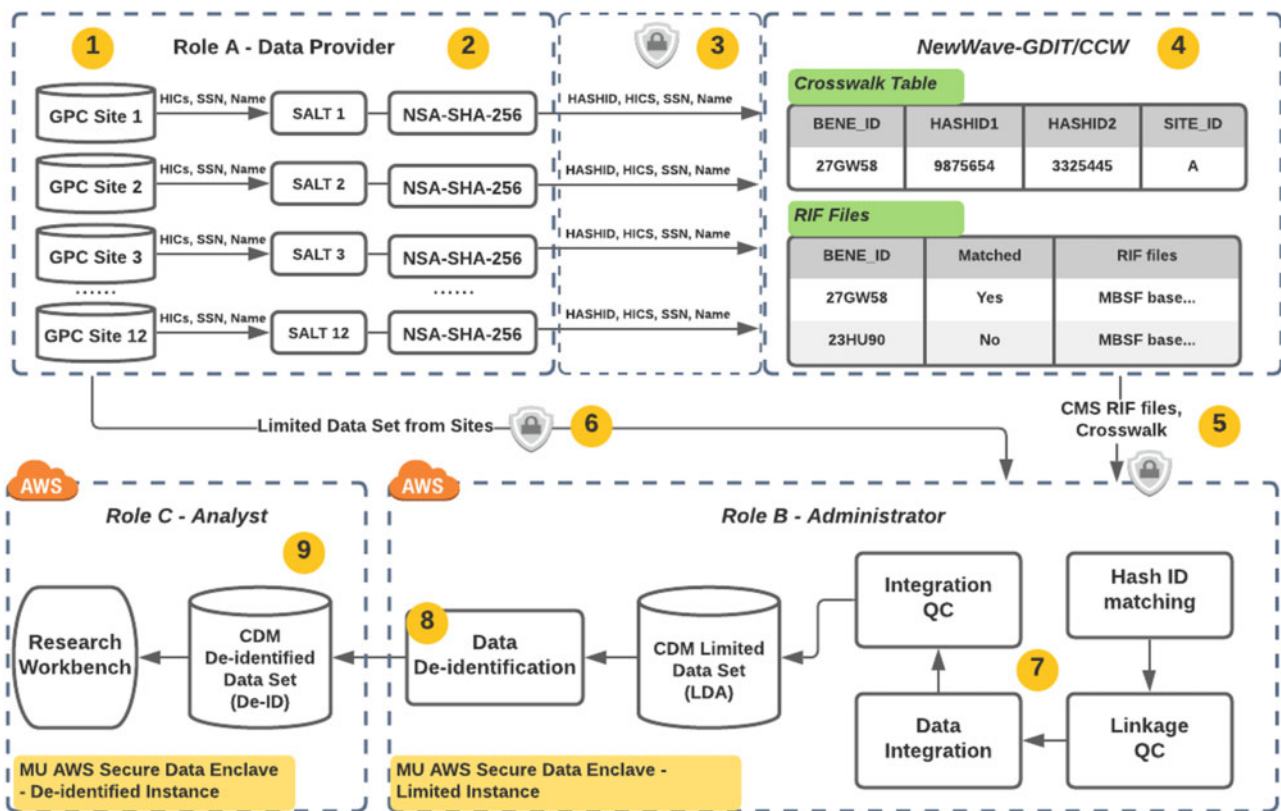 1
Role A - Data Provider
2
GPC Site 1
HICs, SSN, Name
SALT 1
NSA-SHA-256
GPC Site 2
HICs, SSN, Name
SALT 2
NSA-SHA-256
GPC Site 3
HICs, SSN, Name
SALT 3
NSA-SHA-256
......
......
GPC Site 12
HICs, SSN, Name
SALT 12
NSA-SHA-256
3
HASHID, HICS, SSN, Name
HASHID, HICS, SSN, Name
HASHID, HICS, SSN, Name
HASHID, HICS, SSN, Name
NewWave-GDIT/CCW
4
Crosswalk Table
BENE_ID HASHID1 HASHID2 SITE_ID
27GW58 9875654 3325445 A
RIF Files
BENE_ID Matched RIF files
27GW58 Yes MBSF base...
23HU90 No MBSF base...
Limited Data Set from Sites
6
CMS RIF files,
Crosswalk
5
AWS
Role C - Analyst
9
Research
Workbench
CDM
De-identified
Data Set
(De-ID)
MU AWS Secure Data Enclave
- De-identified Instance
AWS
Role B - Administrator
8
Data
De-identification
CDM Limited
Data Set
(LDA)
Integration
QC
Hash ID
matching
7
Data
Integration
Linkage
QC
MU AWS Secure Data Enclave -
Limited Instance